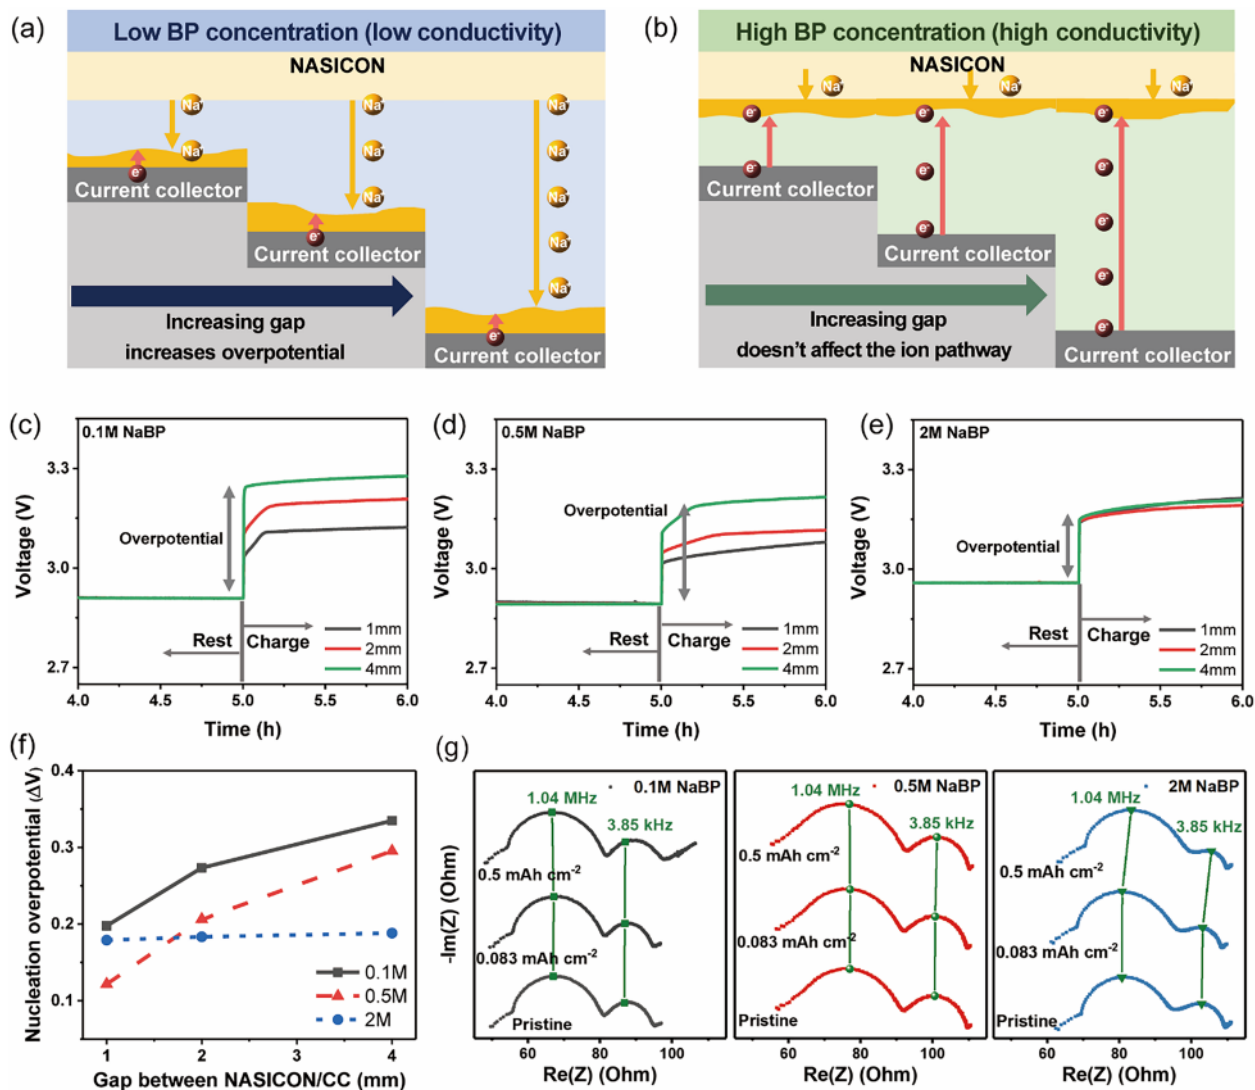 (a)
Low BP concentration (low conductivity)
NASICON
Na⁺
Na⁺
Na⁺
Na⁺
Na⁺
Na⁺
Na⁺
Na⁺
Na⁺
Na⁺
e⁻
Current collector
e⁻
Current collector
e⁻
Current collector
Increasing gap
increases overpotential
(b)
High BP concentration (high conductivity)
NASICON
Na⁺
Na⁺
Na⁺
e⁻
e⁻
e⁻
e⁻
Current collector
e⁻
e⁻
Current collector
e⁻
e⁻
e⁻
e⁻
Current collector
Increasing gap
doesn't affect the ion pathway
(c)
0.1M NaBP
Voltage (V)
3.3
3.0
2.7
Overpotential
Rest
Charge
1mm
2mm
4mm
4.0 4.5 5.0 5.5 6.0
Time (h)
(d)
0.5M NaBP
Voltage (V)
3.3
3.0
2.7
Overpotential
Rest
Charge
1mm
2mm
4mm
4.0 4.5 5.0 5.5 6.0
Time (h)
(e)
2M NaBP
Voltage (V)
3.3
3.0
2.7
Overpotential
Rest
Charge
1mm
2mm
4mm
4.0 4.5 5.0 5.5 6.0
Time (h)
(f)
Nucleation overpotential (ΔV)
0.4
0.3
0.2
0.1
0.1M
0.5M
2M
1 2 3 4
Gap between NASICON/CC (mm)
(g)
-Im(Z) (Ohm)
0.1M NaBP
1.04 MHz
3.85 kHz
0.5 mAh cm⁻²
0.083 mAh cm⁻²
Pristine
60 80 100
Re(Z) (Ohm)
0.5M NaBP
1.04 MHz
3.85 kHz
0.5 mAh cm⁻²
0.083 mAh cm⁻²
Pristine
60 80 100
Re(Z) (Ohm)
2M NaBP
1.04 MHz
3.85 kHz
0.5 mAh cm⁻²
0.083 mAh cm⁻²
Pristine
60 80 100
Re(Z) (Ohm)